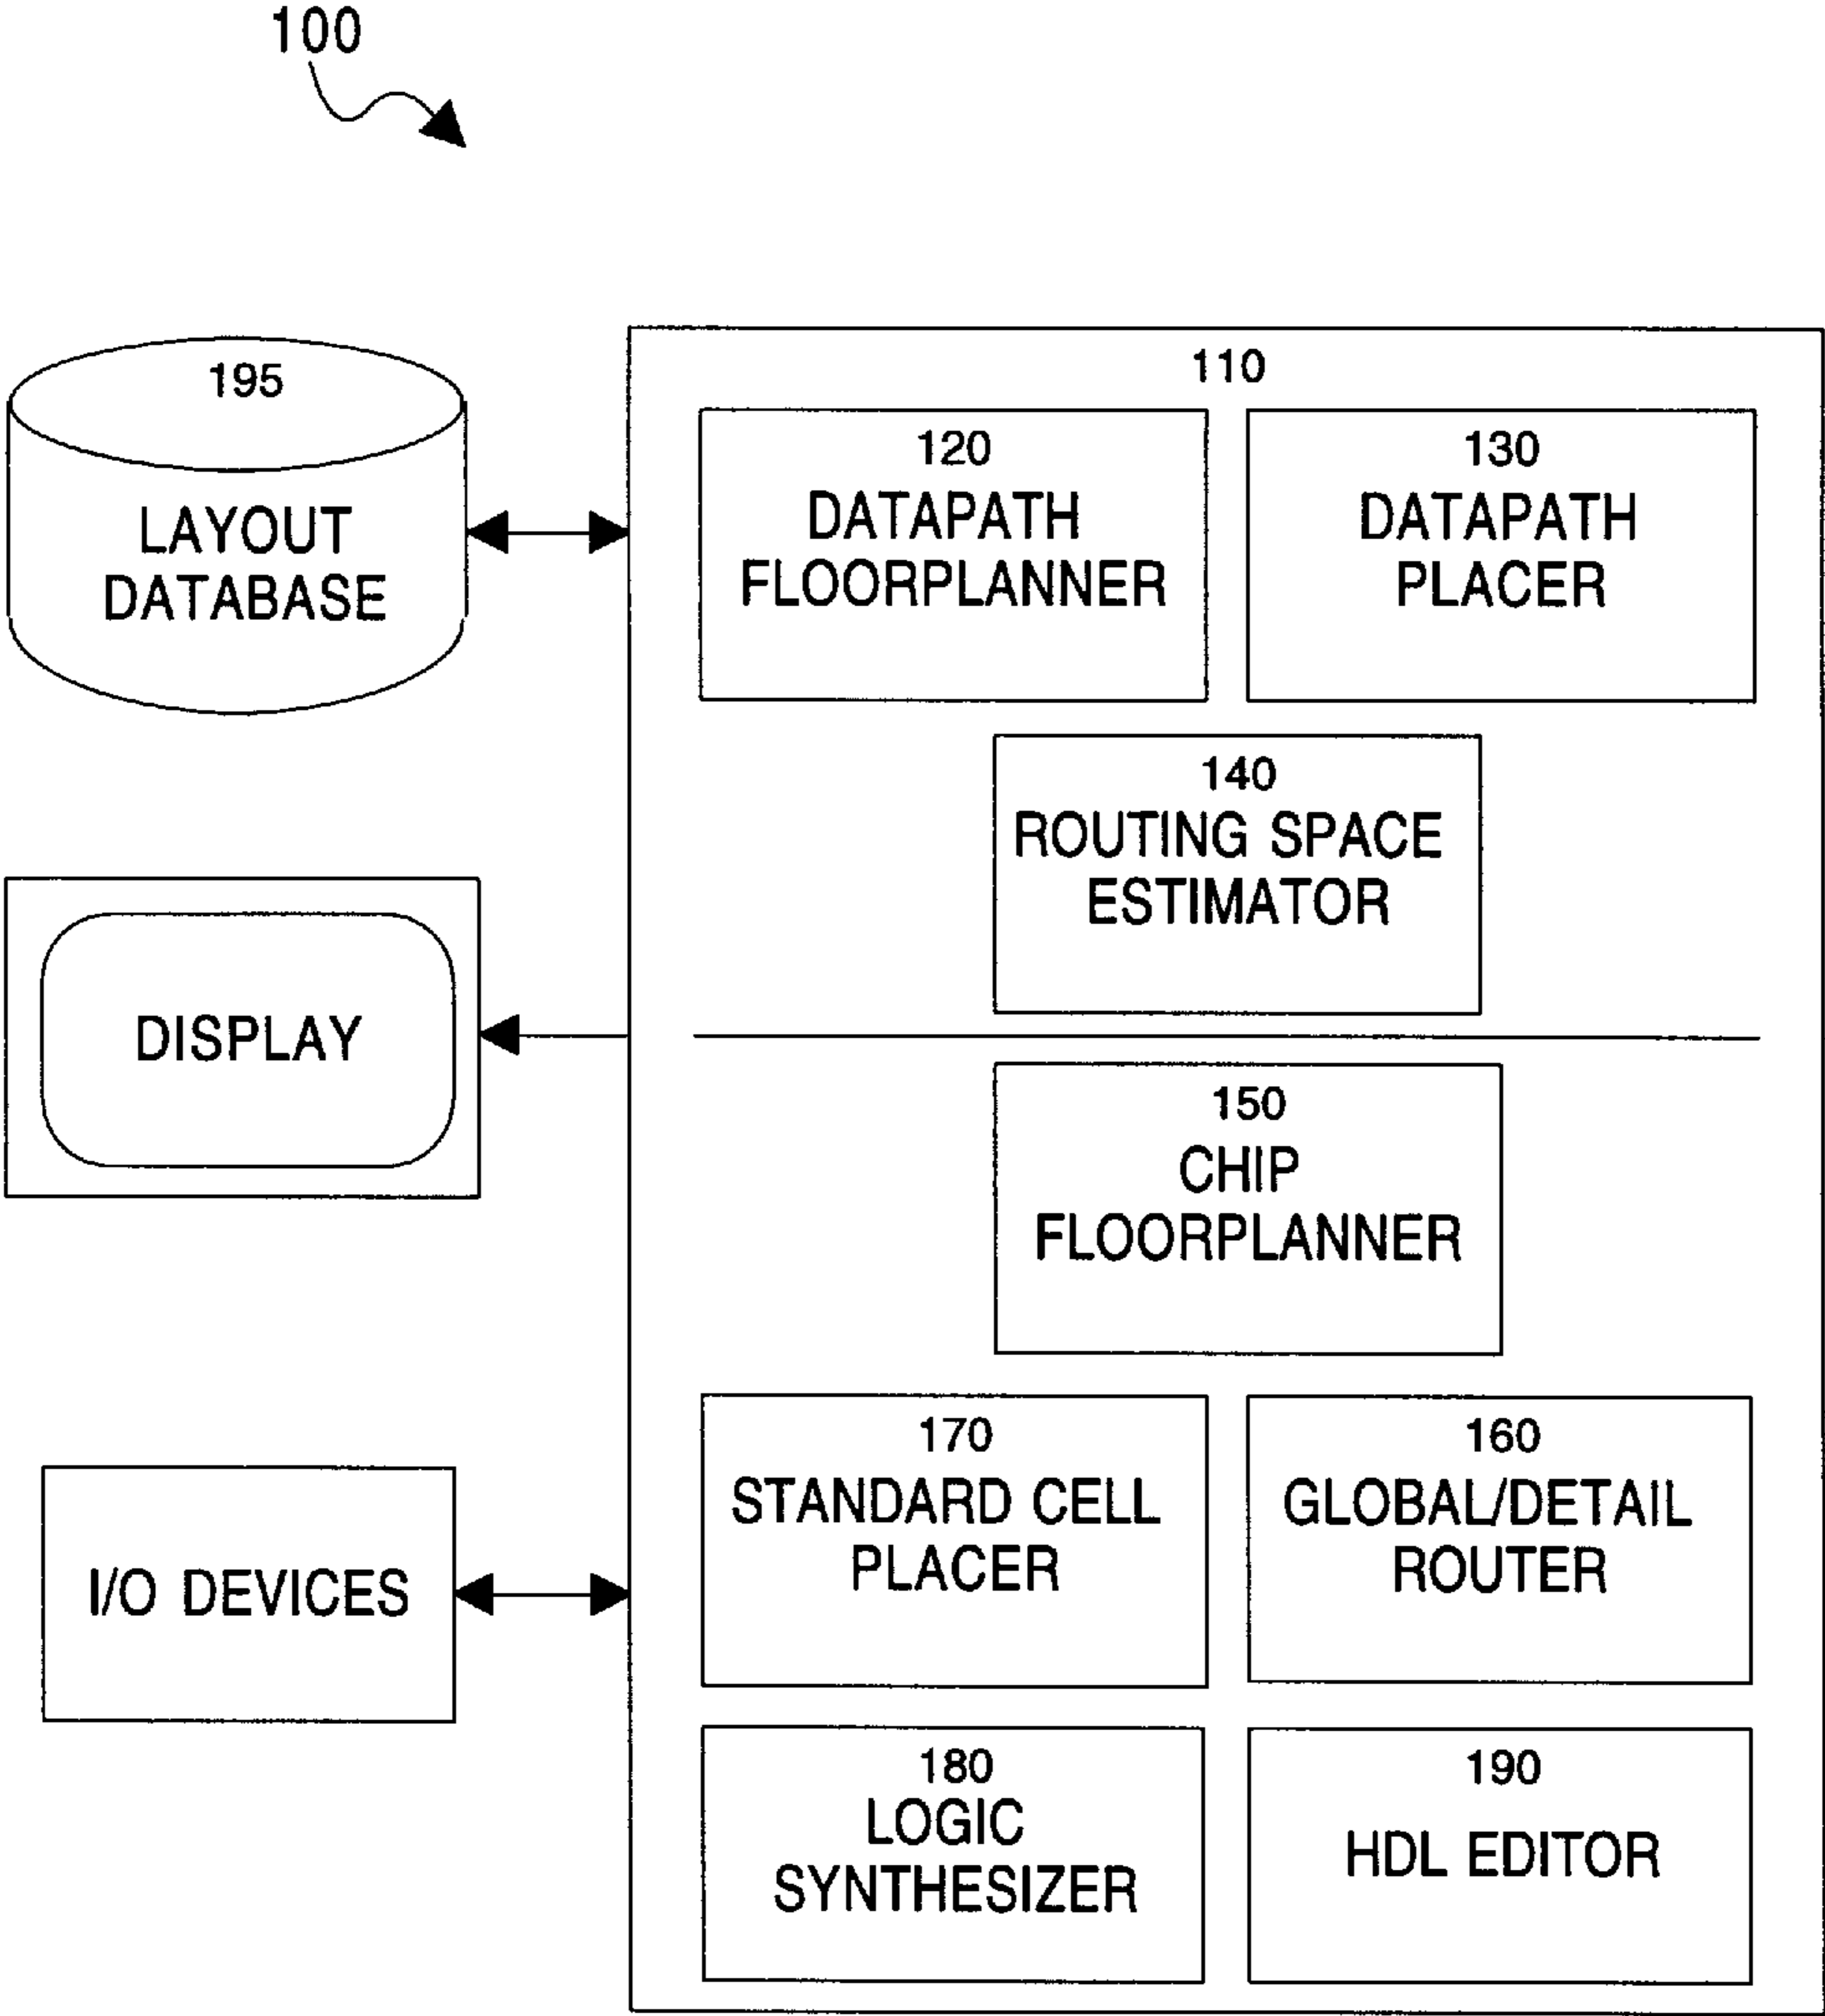 100
195
LAYOUT
DATABASE
DISPLAY
I/O DEVICES
110
120
DATAPATH
FLOORPLANNER
130
DATAPATH
PLACER
140
ROUTING SPACE
ESTIMATOR
150
CHIP
FLOORPLANNER
170
STANDARD CELL
PLACER
160
GLOBAL/DETAIL
ROUTER
180
LOGIC
SYNTHESIZER
190
HDL EDITOR